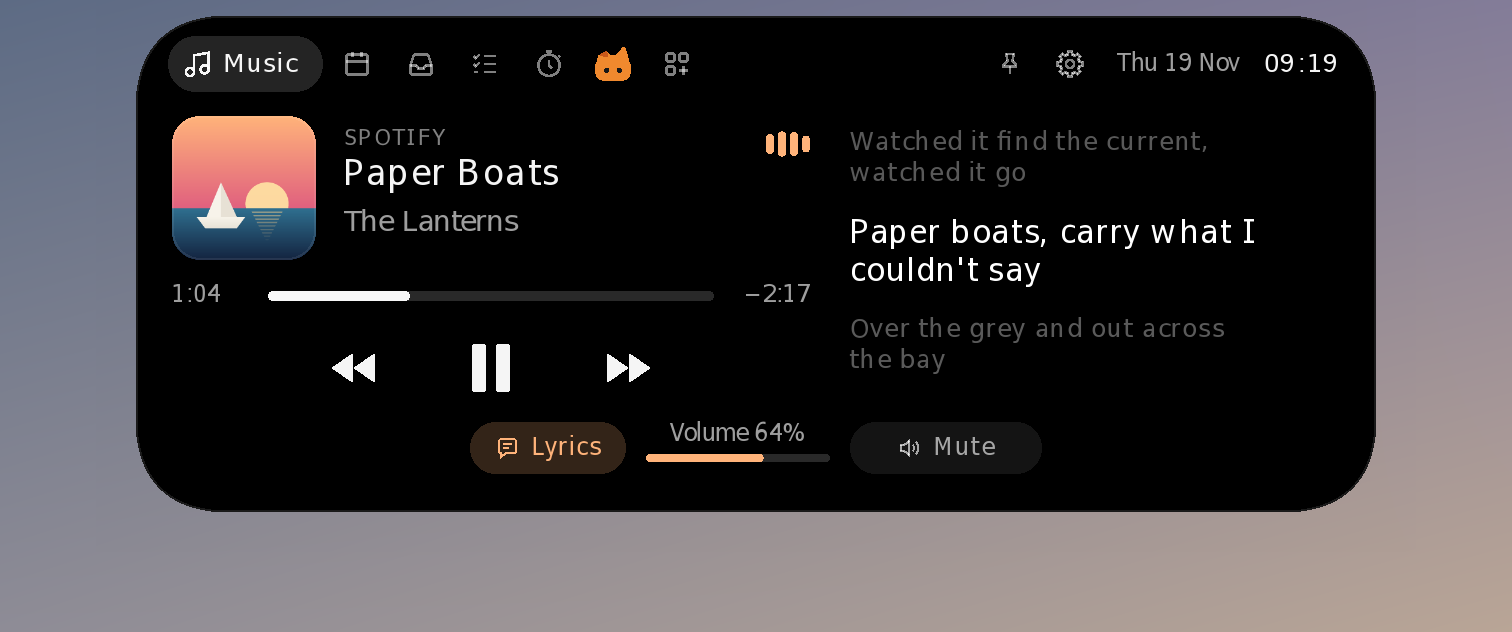 Music
Thu 19 Nov 09:19
SPOTIFY
Paper Boats
The Lanterns
1:04
−2:17
Watched it find the current,
watched it go
Paper boats, carry what I
couldn't say
Over the grey and out across
the bay
Lyrics
Volume 64%
Mute